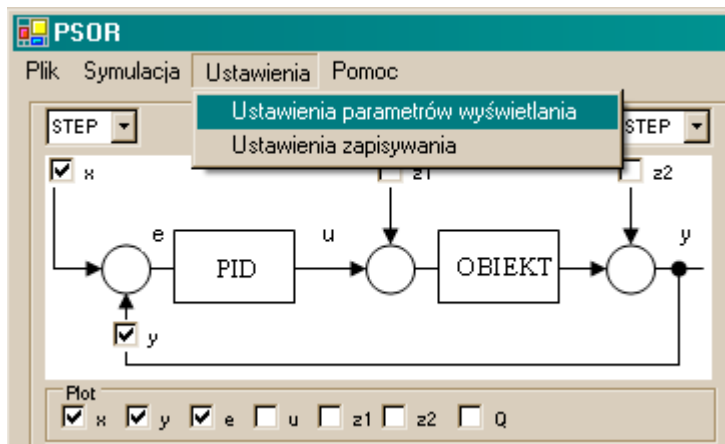 PSOR
Plik Symulacja Ustawienia Pomoc
Ustawienia parametrów wyświetlania
Ustawienia zapisywania
STEP STEP
x z1 z2
e u y
PID OBIEKT
y
Plot
x y e u z1 z2 Q